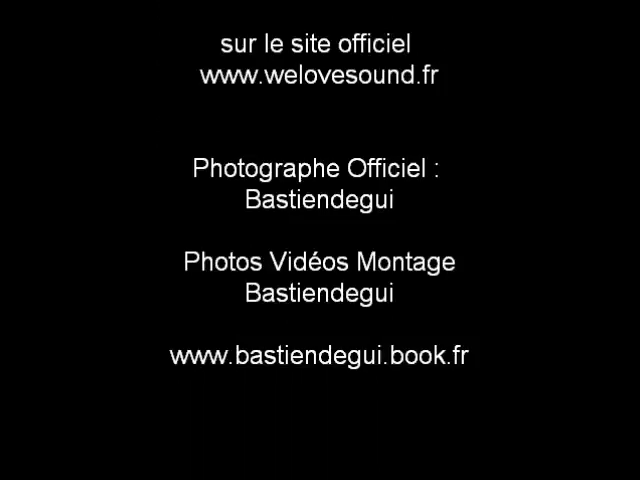 sur le site officiel
www.welovesound.fr
Photographe Officiel :
Bastiendegui
Photos Vidéos Montage
Bastiendegui
www.bastiendegui.book.fr